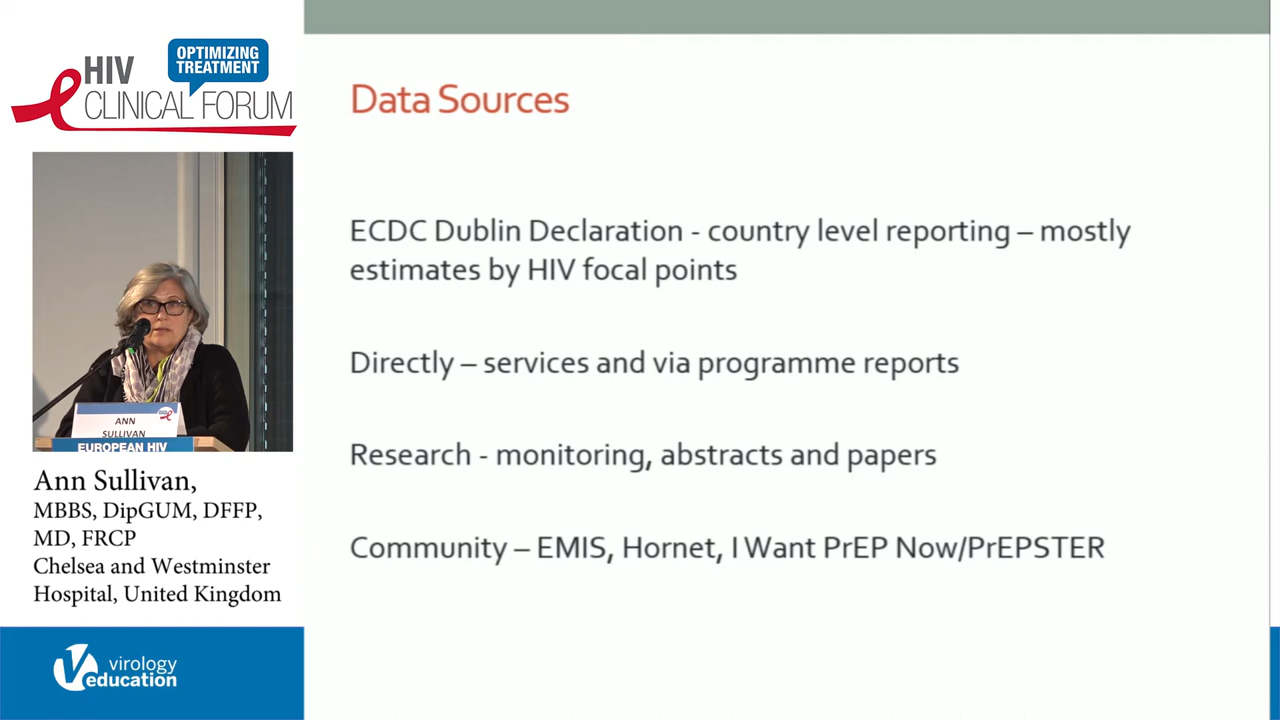 HIV
CLINICAL FORUM
OPTIMIZING
TREATMENT
ANN
SULLIVAN
EUROPEAN HIV
Ann Sullivan,
MBBS, DipGUM, DFFP,
MD, FRCP
Chelsea and Westminster
Hospital, United Kingdom
virology
education
Data Sources
ECDC Dublin Declaration - country level reporting – mostly
estimates by HIV focal points
Directly – services and via programme reports
Research - monitoring, abstracts and papers
Community – EMIS, Hornet, I Want PrEP Now/PrEPSTER